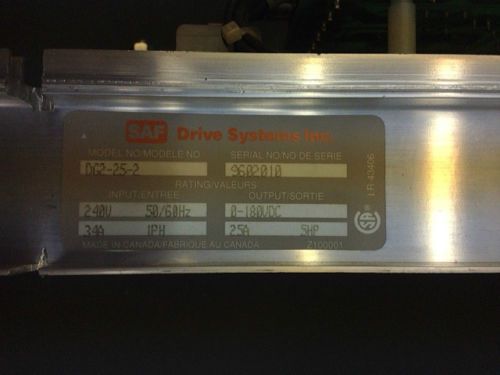 SAF Drive Systems Inc.
MODEL NO/MODELE NO SERIAL NO/NO DE SERIE
DG2-25-2 9602010
RATING/VALEURS
INPUT/ENTREE OUTPUT/SORTIE
240V 50/60Hz 0-180VDC
34A 1PH 25A 5HP
MADE IN CANADA/FABRIQUE AU CANADA Z100001
LR 43406